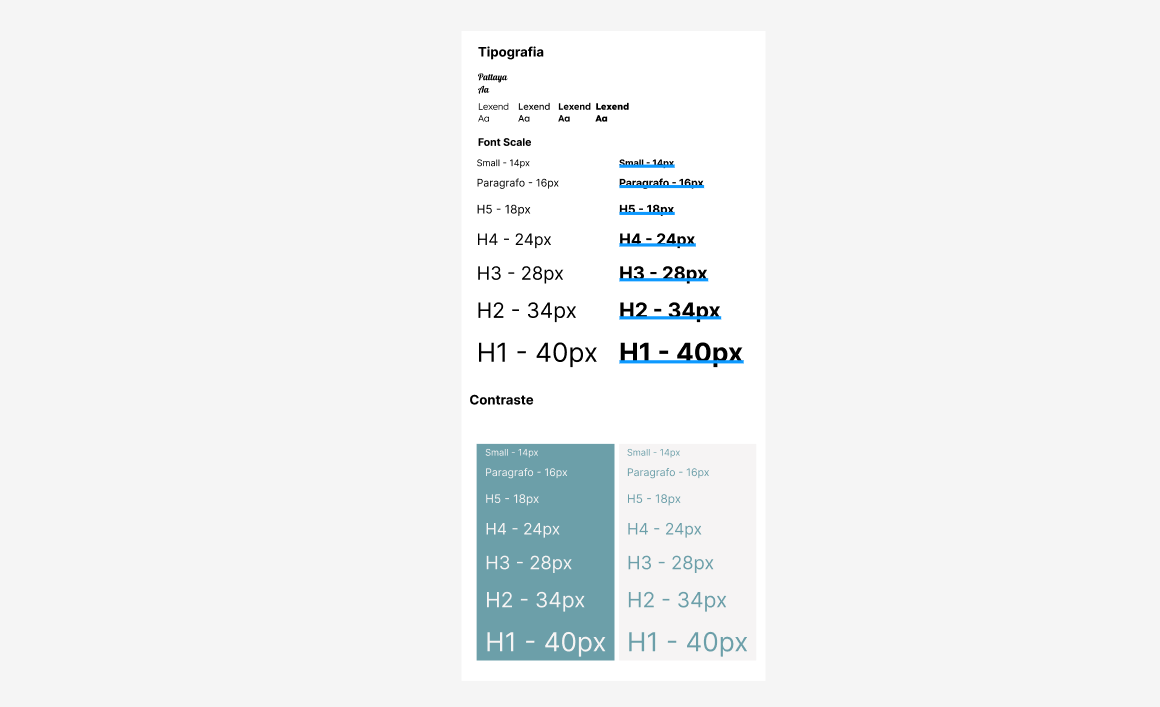 Tipografia
Pattaya
Aa
Lexend Lexend Lexend Lexend
Aa Aa Aa Aa
Font Scale
Small - 14px Small - 14px
Paragrafo - 16px Paragrafo - 16px
H5 - 18px H5 - 18px
H4 - 24px H4 - 24px
H3 - 28px H3 - 28px
H2 - 34px H2 - 34px
H1 - 40px H1 - 40px
Contraste
Small - 14px Small - 14px
Paragrafo - 16px Paragrafo - 16px
H5 - 18px H5 - 18px
H4 - 24px H4 - 24px
H3 - 28px H3 - 28px
H2 - 34px H2 - 34px
H1 - 40px H1 - 40px